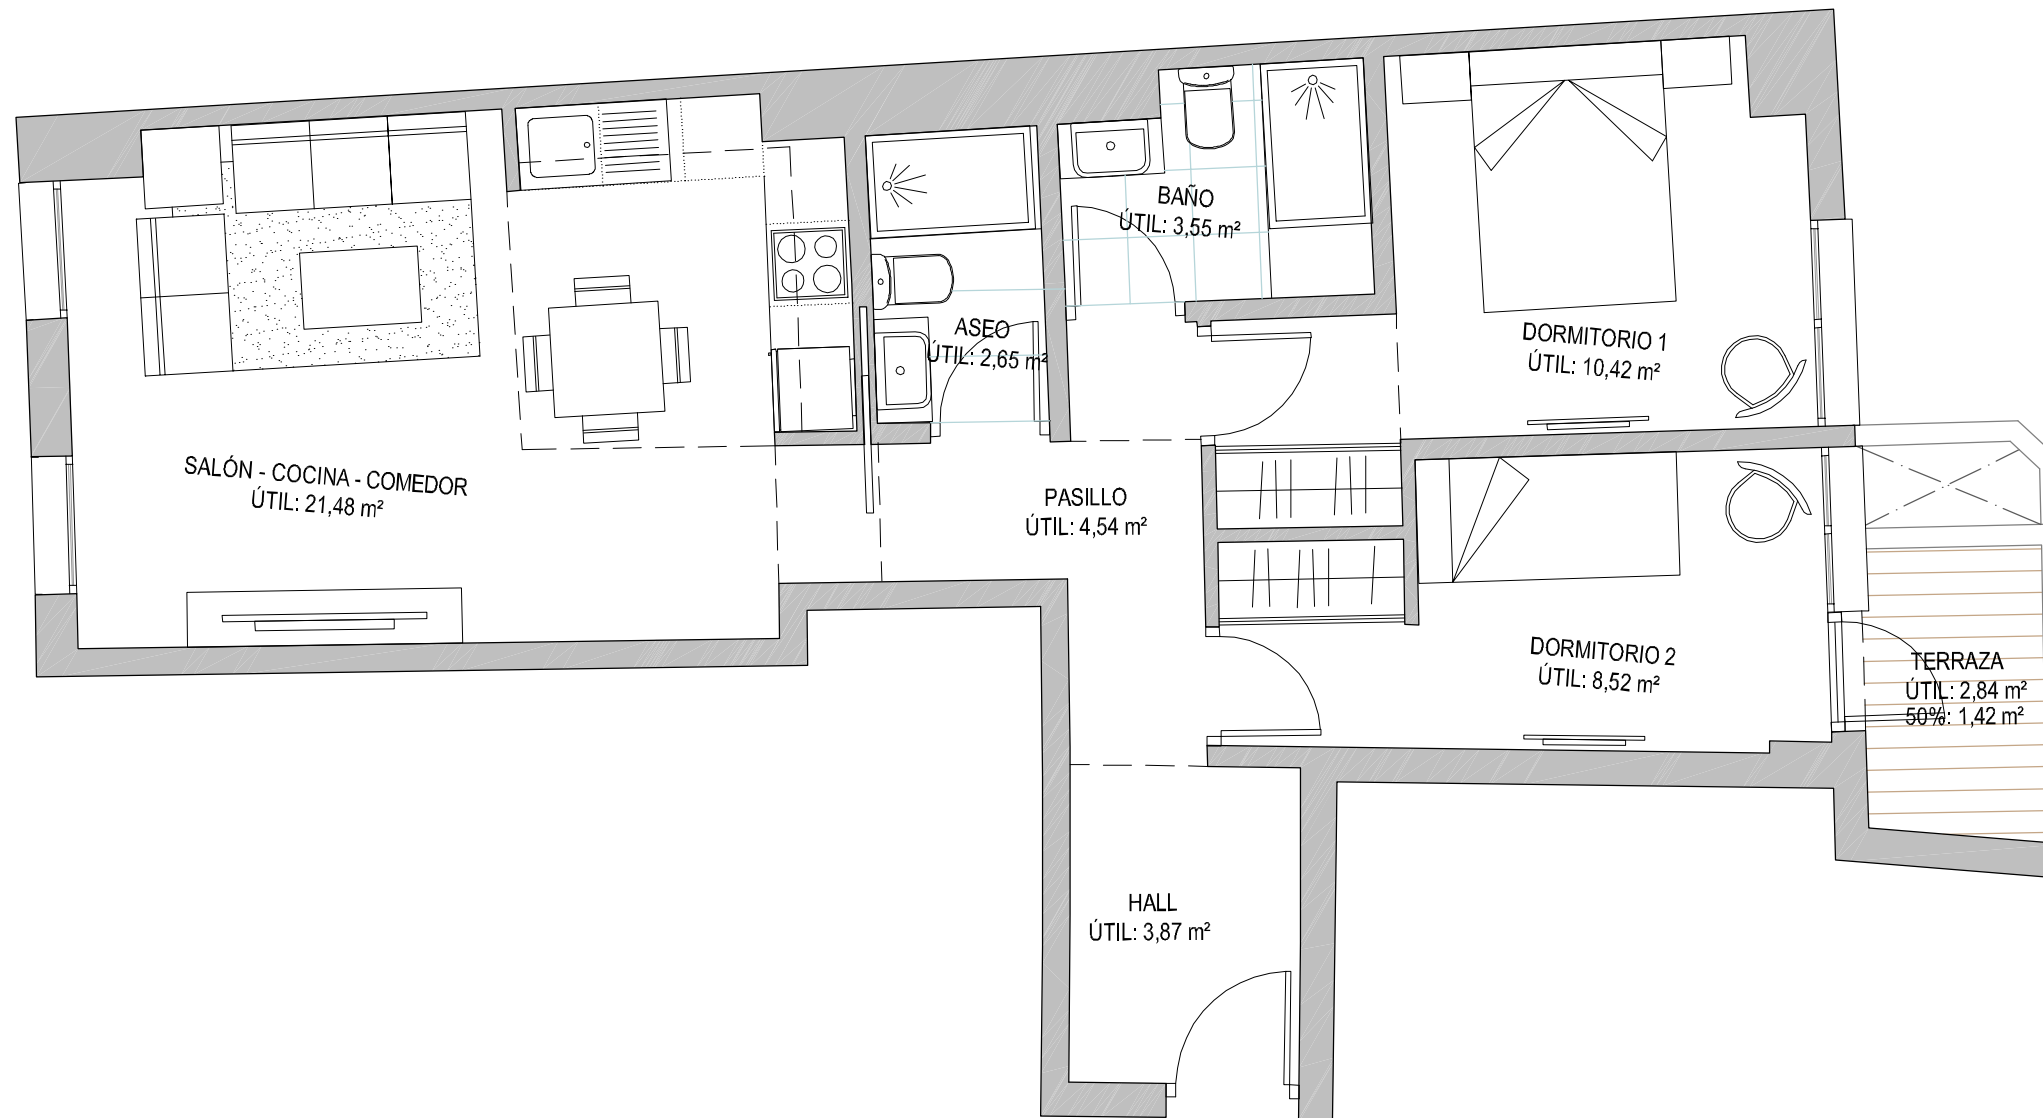 BAÑO
ÚTIL: 3,55 m²
ASEO
ÚTIL: 2,65 m²
DORMITORIO 1
ÚTIL: 10,42 m²
SALÓN - COCINA - COMEDOR
ÚTIL: 21,48 m²
PASILLO
ÚTIL: 4,54 m²
DORMITORIO 2
ÚTIL: 8,52 m²
TERRAZA
ÚTIL: 2,84 m²
50%: 1,42 m²
HALL
ÚTIL: 3,87 m²